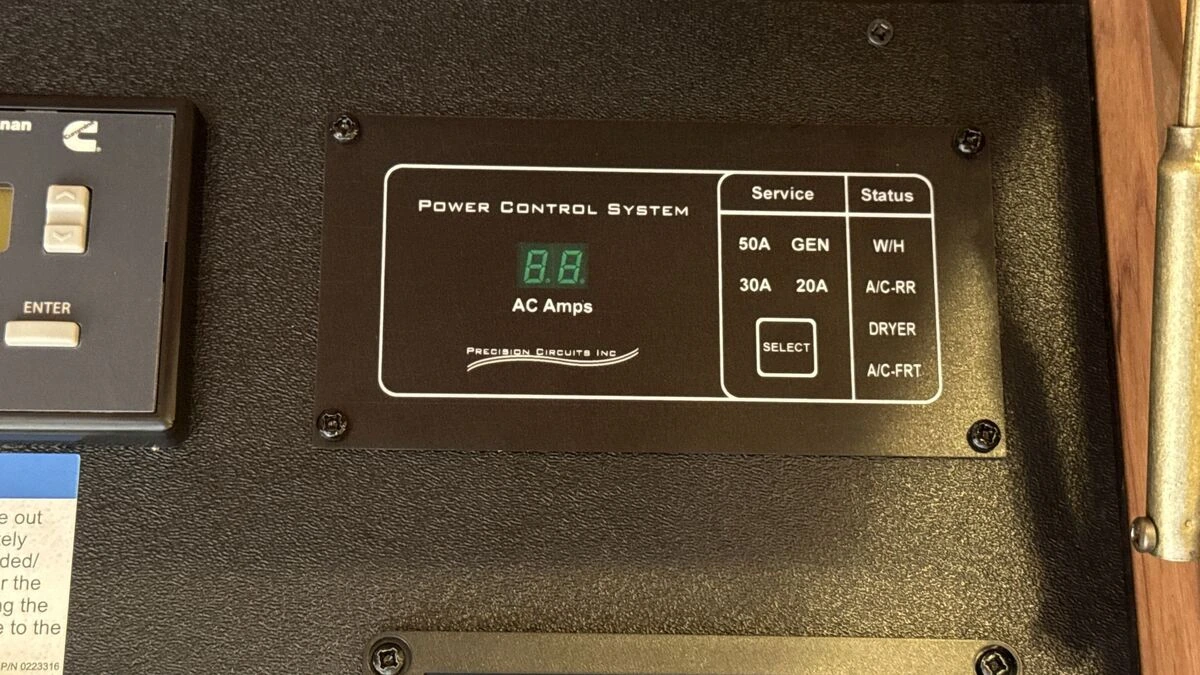 nan
ENTER
POWER CONTROL SYSTEM
AC Amps
PRECISION CIRCUITS INC
Service
Status
50A GEN
30A 20A
SELECT
W/H
A/C-RR
DRYER
A/C-FRT
e out
ely
ded/
r the
ng the
e to the
P/N 0223316